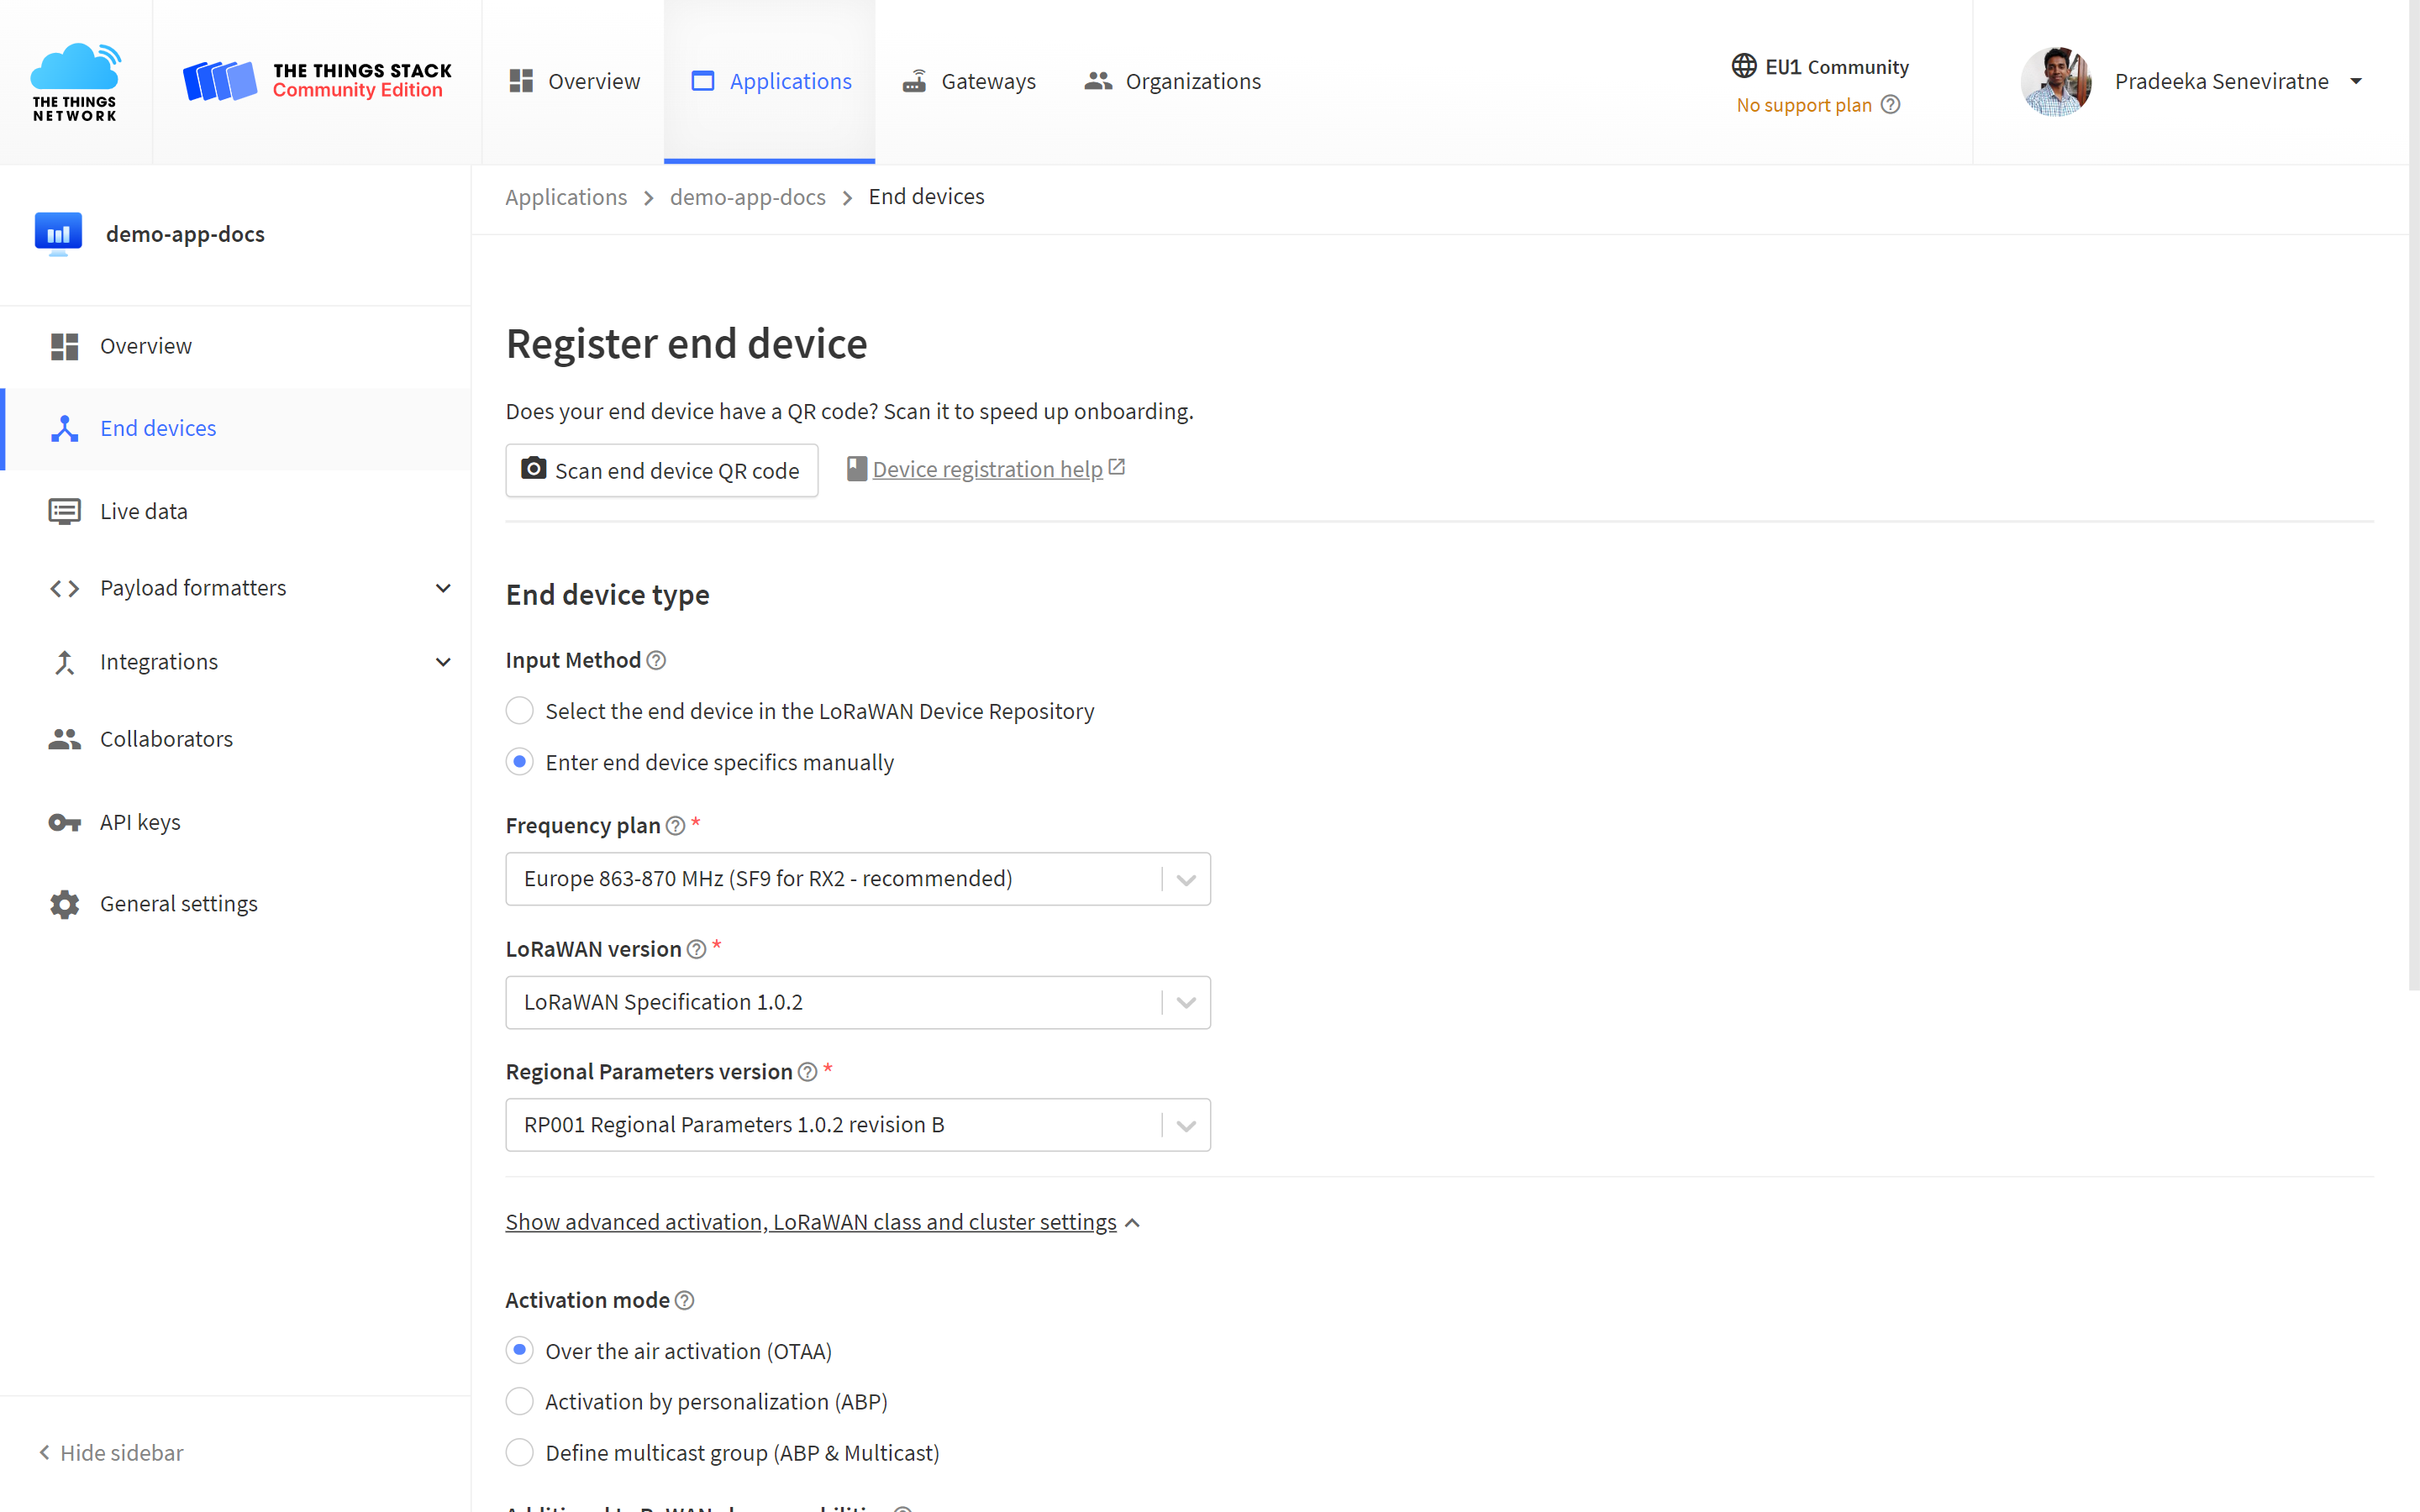 THE THINGS
NETWORK
THE THINGS STACK
Community Edition
Overview
Applications
Gateways
Organizations
EU1 Community
No support plan
Pradeeka Seneviratne
demo-app-docs
Overview
End devices
Live data
Payload formatters
Integrations
Collaborators
API keys
General settings
Hide sidebar
Applications > demo-app-docs > End devices
Register end device
Does your end device have a QR code? Scan it to speed up onboarding.
Scan end device QR code
Device registration help
End device type
Input Method
Select the end device in the LoRaWAN Device Repository
Enter end device specifics manually
Frequency plan *
Europe 863-870 MHz (SF9 for RX2 - recommended)
LoRaWAN version *
LoRaWAN Specification 1.0.2
Regional Parameters version *
RP001 Regional Parameters 1.0.2 revision B
Show advanced activation, LoRaWAN class and cluster settings
Activation mode
Over the air activation (OTAA)
Activation by personalization (ABP)
Define multicast group (ABP & Multicast)